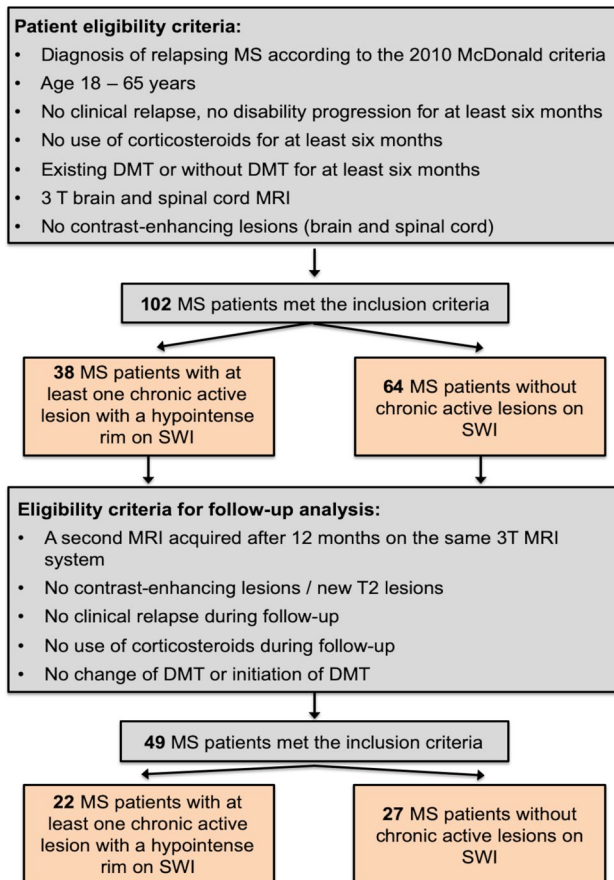 Patient eligibility criteria:
• Diagnosis of relapsing MS according to the 2010 McDonald criteria
• Age 18 – 65 years
• No clinical relapse, no disability progression for at least six months
• No use of corticosteroids for at least six months
• Existing DMT or without DMT for at least six months
• 3 T brain and spinal cord MRI
• No contrast-enhancing lesions (brain and spinal cord)
102 MS patients met the inclusion criteria
38 MS patients with at
least one chronic active
lesion with a hypointense
rim on SWI
64 MS patients without
chronic active lesions on
SWI
Eligibility criteria for follow-up analysis:
• A second MRI acquired after 12 months on the same 3T MRI
system
• No contrast-enhancing lesions / new T2 lesions
• No clinical relapse during follow-up
• No use of corticosteroids during follow-up
• No change of DMT or initiation of DMT
49 MS patients met the inclusion criteria
22 MS patients with at
least one chronic active
lesion with a hypointense
rim on SWI
27 MS patients without
chronic active lesions on
SWI